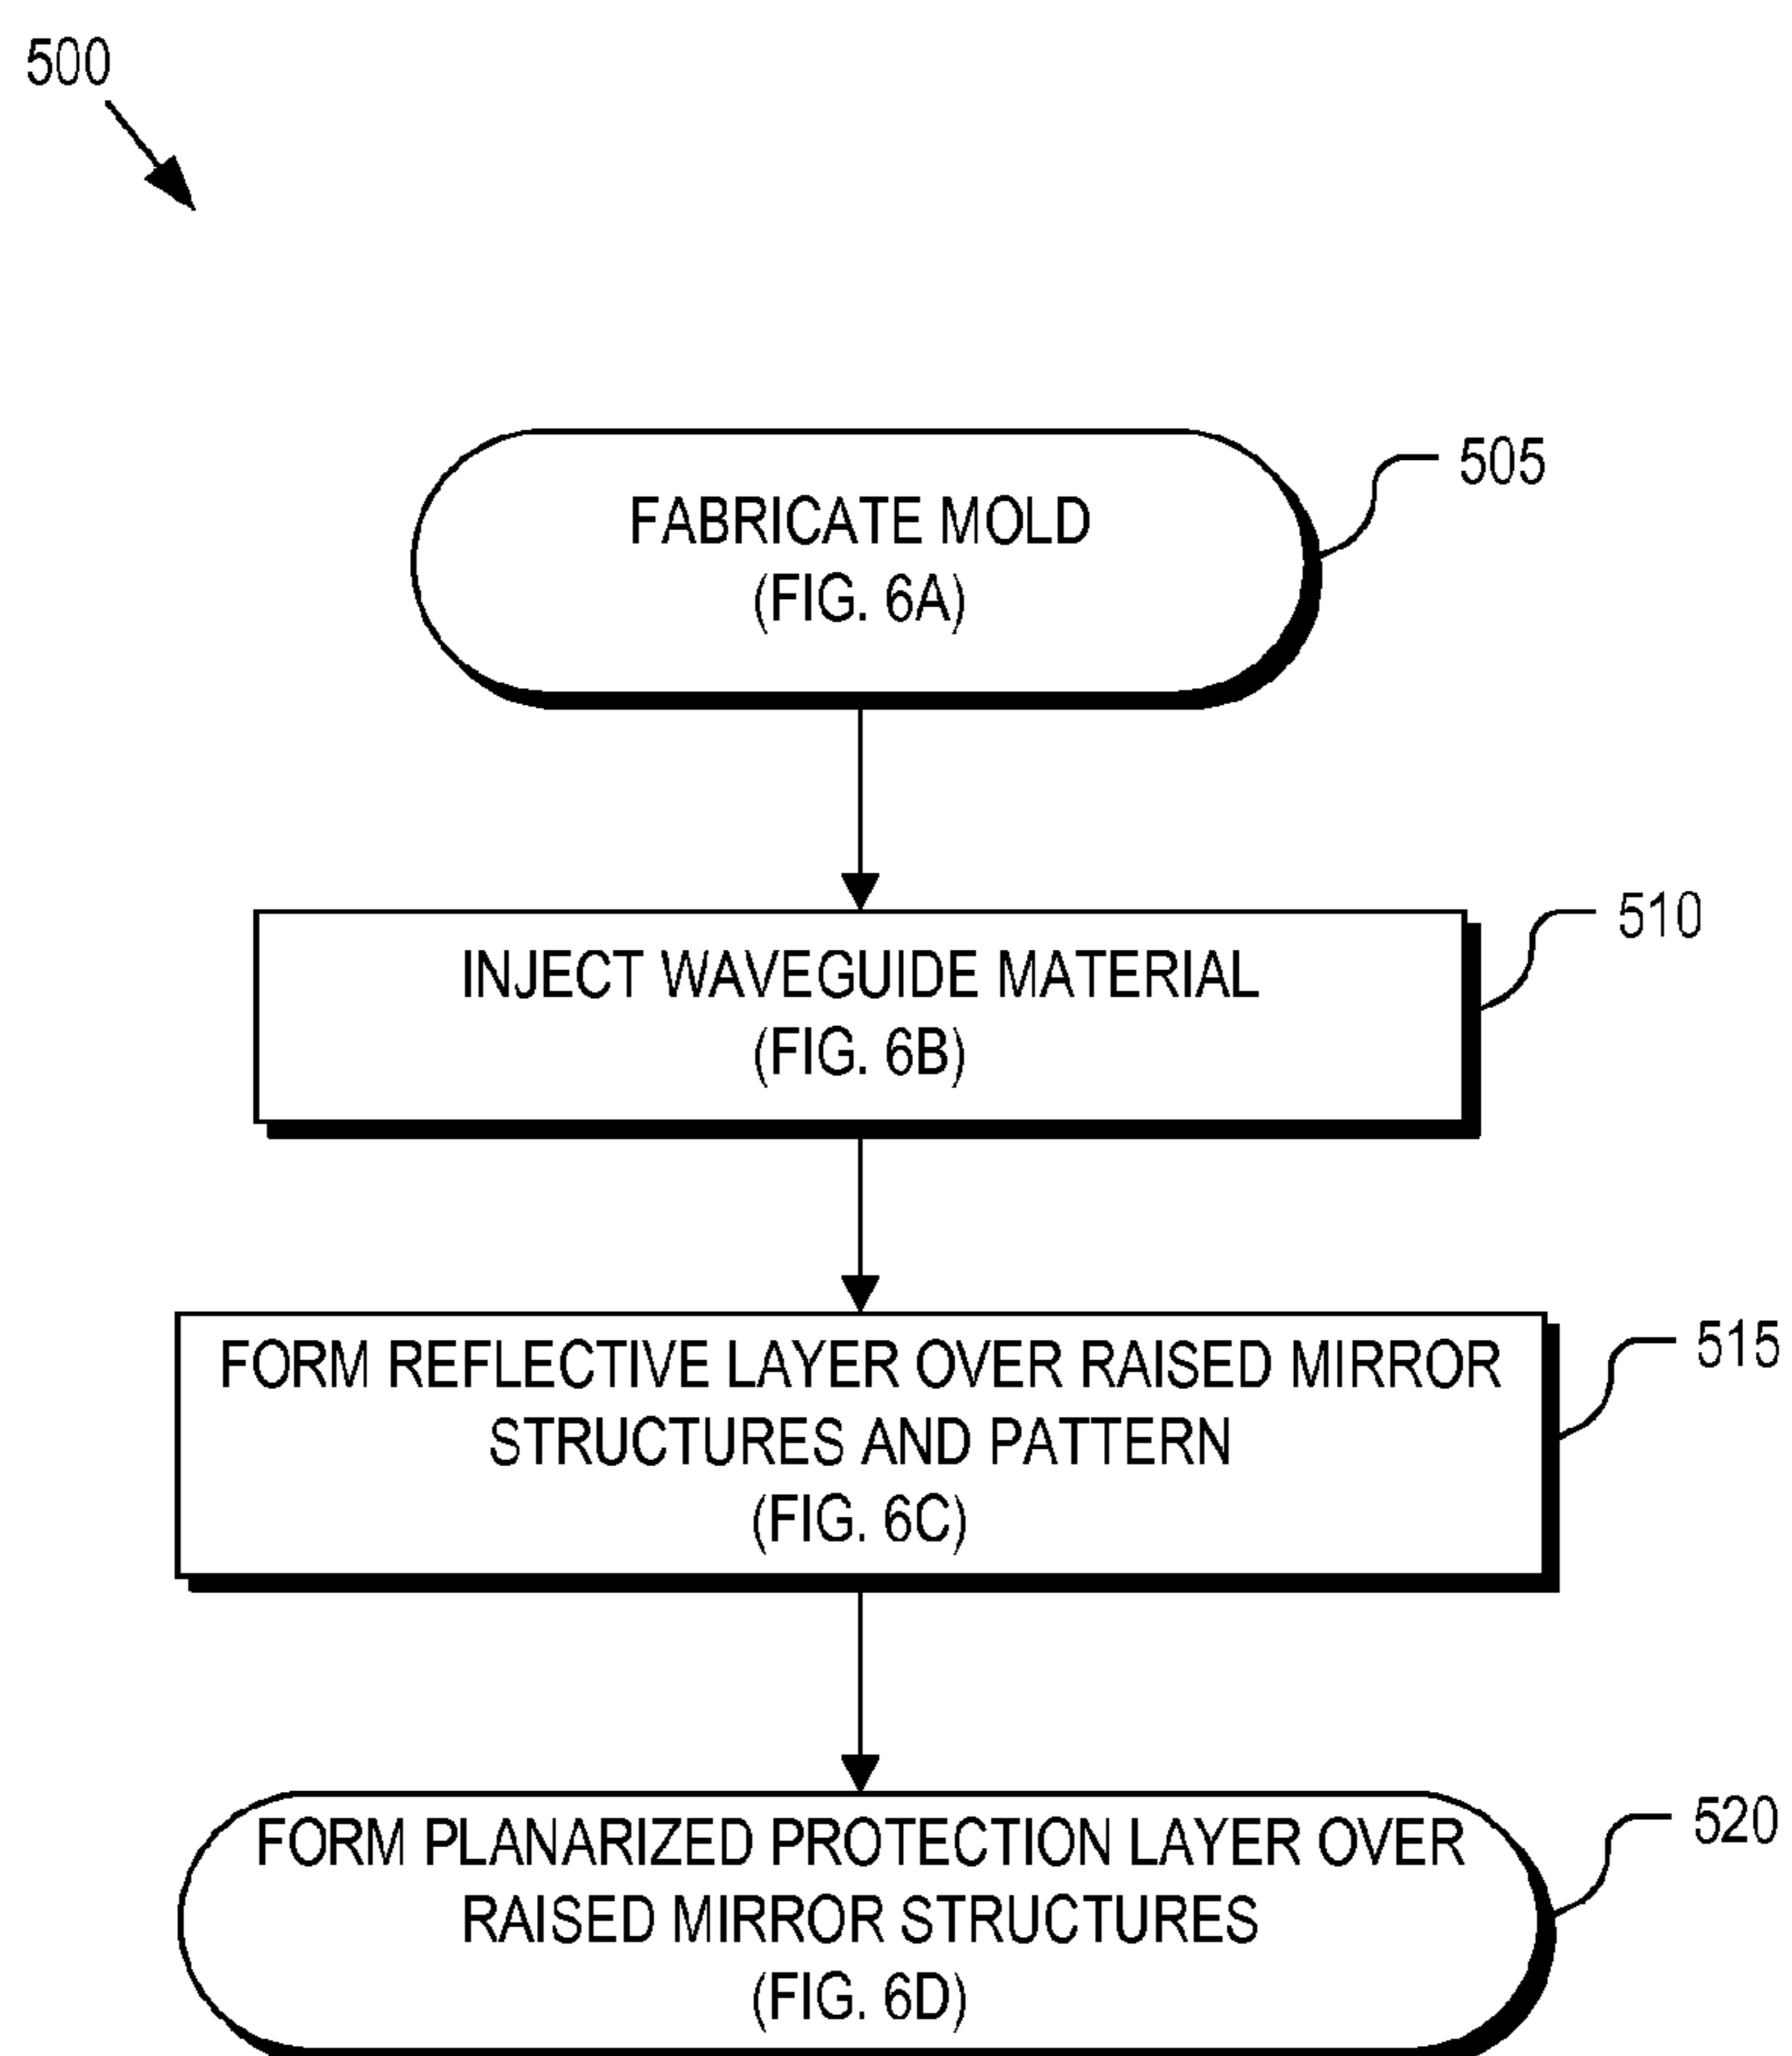 500
FABRICATE MOLD
(FIG. 6A)
505
INJECT WAVEGUIDE MATERIAL
(FIG. 6B)
510
FORM REFLECTIVE LAYER OVER RAISED MIRROR
STRUCTURES AND PATTERN
(FIG. 6C)
515
FORM PLANARIZED PROTECTION LAYER OVER
RAISED MIRROR STRUCTURES
(FIG. 6D)
520